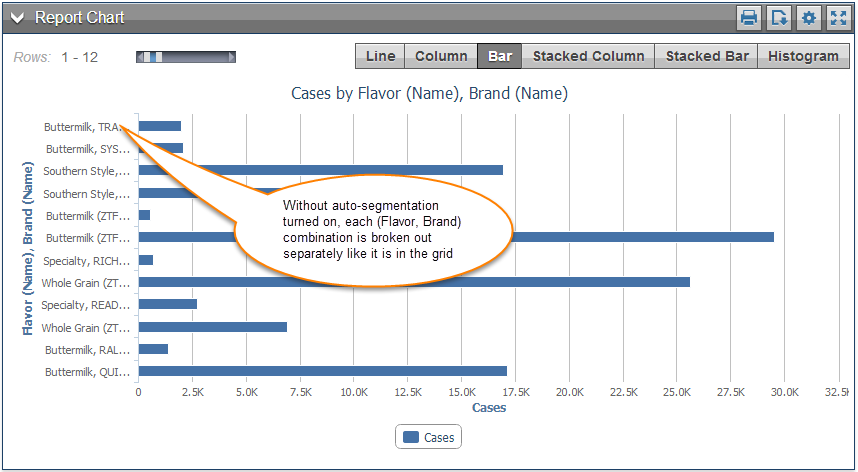 Report Chart
Rows: 1 - 12
Line Column Bar Stacked Column Stacked Bar Histogram
Cases by Flavor (Name), Brand (Name)
Flavor (Name), Brand (Name)
Buttermilk, TRA...
Buttermilk, SYS...
Southern Style,...
Southern Style,...
Buttermilk (ZTF...
Buttermilk (ZTF...
Specialty, RICH...
Whole Grain (ZT...
Specialty, READ...
Whole Grain (ZT...
Buttermilk, RAL...
Buttermilk, QUI...
Without auto-segmentation
turned on, each (Flavor, Brand)
combination is broken out
separately like it is in the grid
0 2.5K 5.0K 7.5K 10.0K 12.5K 15.0K 17.5K 20.0K 22.5K 25.0K 27.5K 30.0K 32.5
Cases
Cases